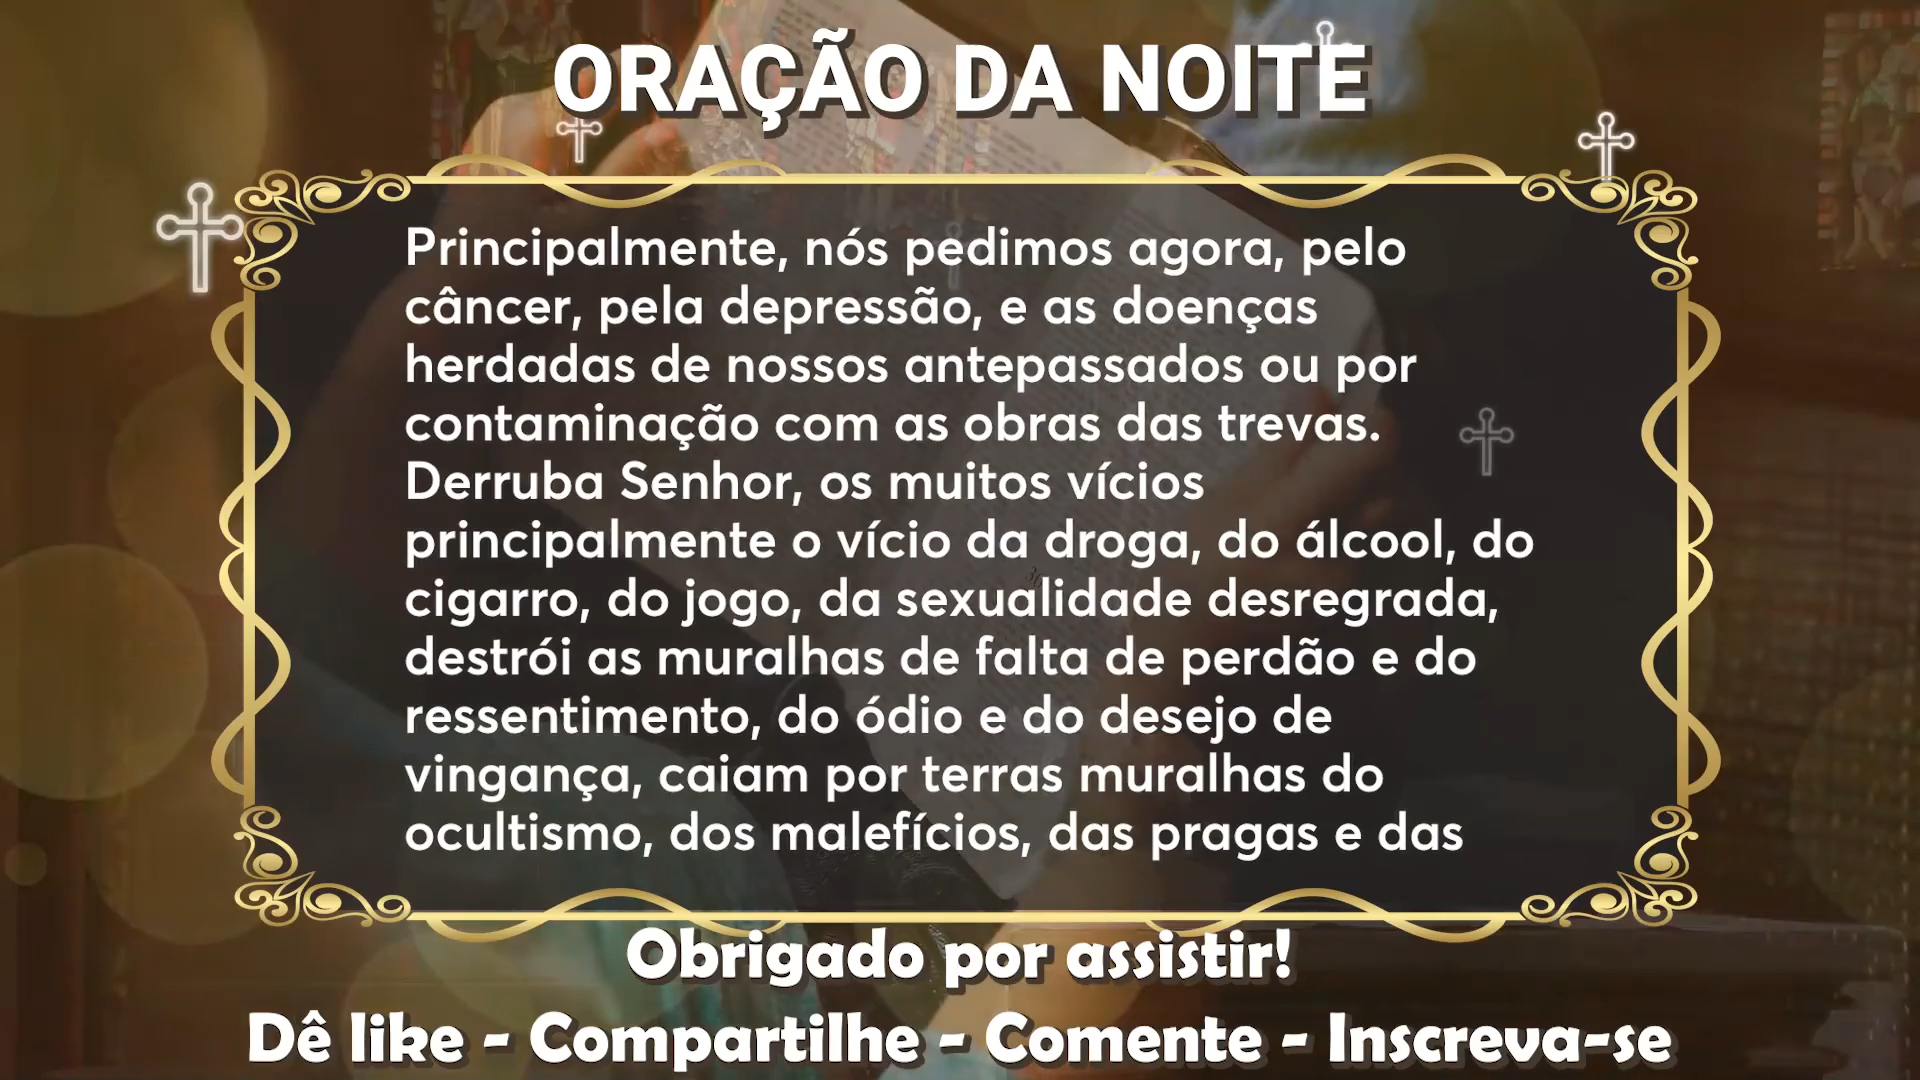 ORAÇÃO DA NOITE
Principalmente, nós pedimos agora, pelo
câncer, pela depressão, e as doenças
herdadas de nossos antepassados ou por
contaminação com as obras das trevas.
Derruba Senhor, os muitos vícios
principalmente o vício da droga, do álcool, do
cigarro, do jogo, da sexualidade desregrada,
destrói as muralhas de falta de perdão e do
ressentimento, do ódio e do desejo de
vingança, caiam por terras muralhas do
ocultismo, dos malefícios, das pragas e das
Obrigado por assistir!
Dê like - Compartilhe - Comente - Inscreva-se